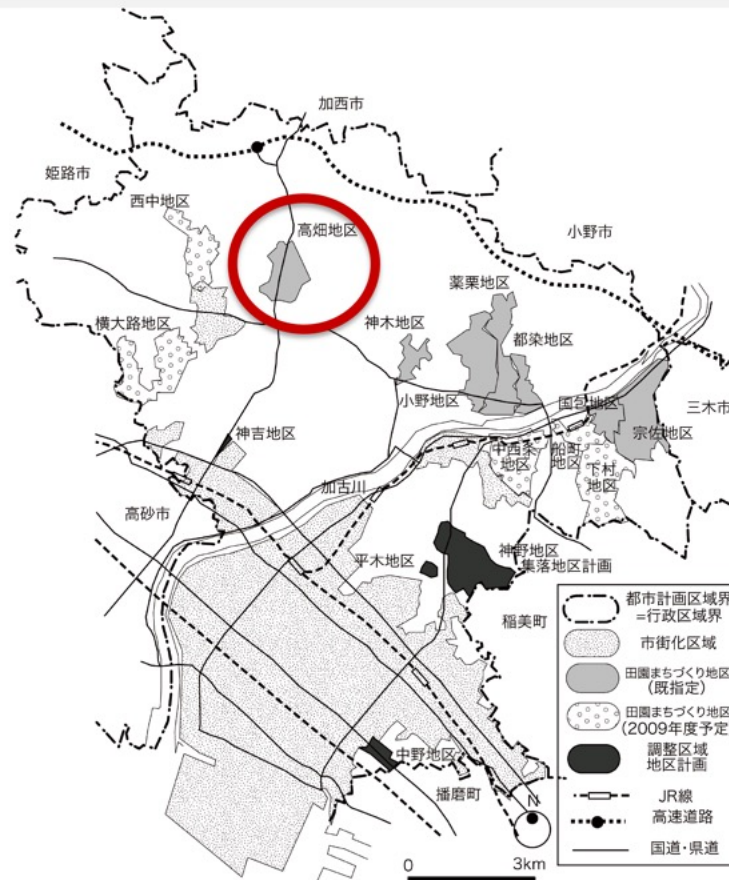 加西市
姫路市
西中地区
高畑地区
小野市
薬栗地区
横大路地区
神木地区
都染地区
小野地区
国包地区
三木市
宗佐地区
神吉地区
中西条
地区
船町
地区
下村
地区
加古川
高砂市
平木地区
神野地区
集落地区計画
稲美町
中野地区
播磨町
都市計画区域界
=行政区域界
市街化区域
田園まちづくり地区
(既指定)
田園まちづくり地区
(2009年度予定)
調整区域
地区計画
JR線
高速道路
国道・県道
N
0 3km